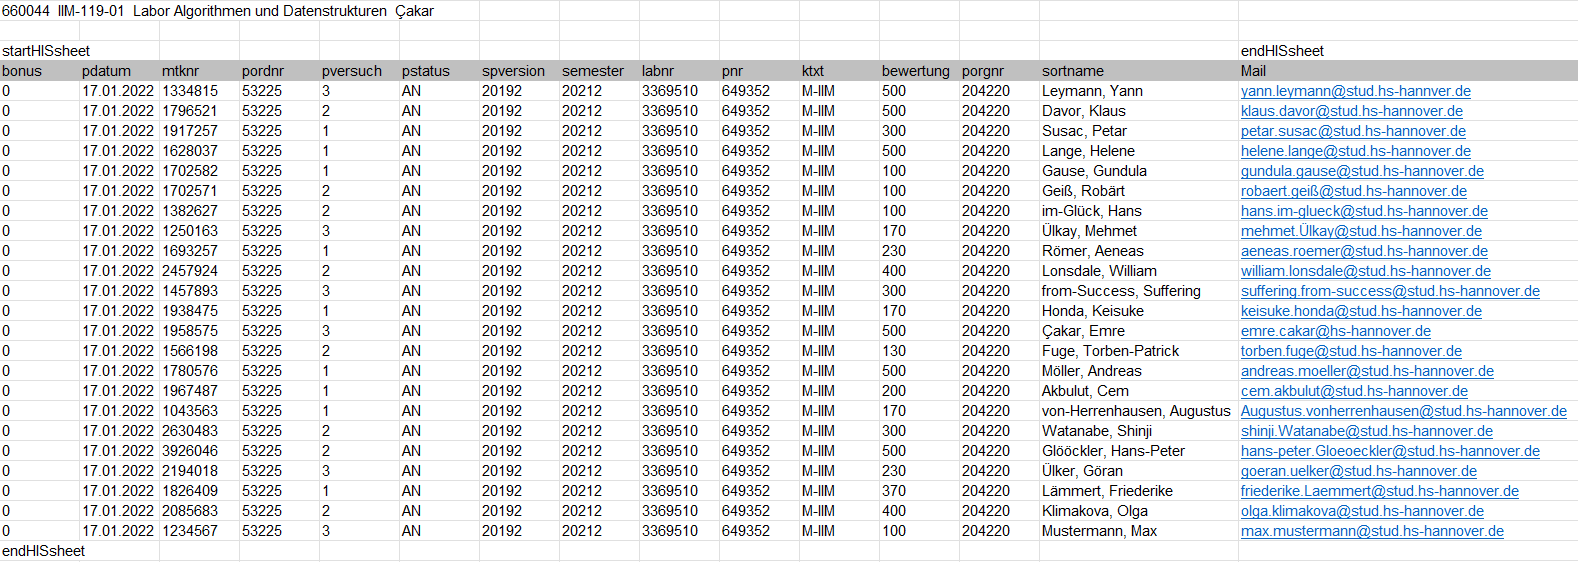 660044 IIM-119-01 Labor Algorithmen und Datenstrukturen Çakar
startHISsheet endHISsheet
bonus pdatum mtknr pordnr pversuch pstatus spversion semester labnr pnr ktxt bewertung porgnr sortname Mail
0 17.01.2022 1334815 53225 3 AN 20192 20212 3369510 649352 M-IIM 500 204220 Leymann, Yann yann.leymann@stud.hs-hannver.de
0 17.01.2022 1796521 53225 2 AN 20192 20212 3369510 649352 M-IIM 500 204220 Davor, Klaus klaus.davor@stud.hs-hannover.de
0 17.01.2022 1917257 53225 1 AN 20192 20212 3369510 649352 M-IIM 300 204220 Susac, Petar petar.susac@stud.hs-hannover.de
0 17.01.2022 1628037 53225 1 AN 20192 20212 3369510 649352 M-IIM 500 204220 Lange, Helene helene.lange@stud.hs-hannover.de
0 17.01.2022 1702582 53225 1 AN 20192 20212 3369510 649352 M-IIM 100 204220 Gause, Gundula gundula.gause@stud.hs-hannover.de
0 17.01.2022 1702571 53225 2 AN 20192 20212 3369510 649352 M-IIM 100 204220 Geiß, Robärt robaert.geiß@stud.hs-hannover.de
0 17.01.2022 1382627 53225 2 AN 20192 20212 3369510 649352 M-IIM 100 204220 im-Glück, Hans hans.im-glueck@stud.hs-hannover.de
0 17.01.2022 1250163 53225 3 AN 20192 20212 3369510 649352 M-IIM 170 204220 Ülkay, Mehmet mehmet.Ülkay@stud.hs-hannover.de
0 17.01.2022 1693257 53225 1 AN 20192 20212 3369510 649352 M-IIM 230 204220 Römer, Aeneas aeneas.roemer@stud.hs-hannover.de
0 17.01.2022 2457924 53225 2 AN 20192 20212 3369510 649352 M-IIM 400 204220 Lonsdale, William william.lonsdale@stud.hs-hannover.de
0 17.01.2022 1457893 53225 3 AN 20192 20212 3369510 649352 M-IIM 300 204220 from-Success, Suffering suffering.from-success@stud.hs-hannover.de
0 17.01.2022 1938475 53225 1 AN 20192 20212 3369510 649352 M-IIM 170 204220 Honda, Keisuke keisuke.honda@stud.hs-hannover.de
0 17.01.2022 1958575 53225 3 AN 20192 20212 3369510 649352 M-IIM 500 204220 Çakar, Emre emre.cakar@hs-hannover.de
0 17.01.2022 1566198 53225 2 AN 20192 20212 3369510 649352 M-IIM 130 204220 Fuge, Torben-Patrick torben.fuge@stud.hs-hannover.de
0 17.01.2022 1780576 53225 1 AN 20192 20212 3369510 649352 M-IIM 500 204220 Möller, Andreas andreas.moeller@stud.hs-hannover.de
0 17.01.2022 1967487 53225 1 AN 20192 20212 3369510 649352 M-IIM 200 204220 Akbulut, Cem cem.akbulut@stud.hs-hannover.de
0 17.01.2022 1043563 53225 1 AN 20192 20212 3369510 649352 M-IIM 170 204220 von-Herrenhausen, Augustus Augustus.vonherrenhausen@stud.hs-hannover.de
0 17.01.2022 2630483 53225 2 AN 20192 20212 3369510 649352 M-IIM 300 204220 Watanabe, Shinji shinji.Watanabe@stud.hs-hannover.de
0 17.01.2022 3926046 53225 2 AN 20192 20212 3369510 649352 M-IIM 500 204220 Glööckler, Hans-Peter hans-peter.Gloeoeckler@stud.hs-hannover.de
0 17.01.2022 2194018 53225 3 AN 20192 20212 3369510 649352 M-IIM 230 204220 Ülker, Göran goeran.uelker@stud.hs-hannover.de
0 17.01.2022 1826409 53225 1 AN 20192 20212 3369510 649352 M-IIM 370 204220 Lämmert, Friederike friederike.Laemmert@stud.hs-hannover.de
0 17.01.2022 2085683 53225 2 AN 20192 20212 3369510 649352 M-IIM 400 204220 Klimakova, Olga olga.klimakova@stud.hs-hannover.de
0 17.01.2022 1234567 53225 3 AN 20192 20212 3369510 649352 M-IIM 100 204220 Mustermann, Max max.mustermann@stud.hs-hannover.de
endHISsheet